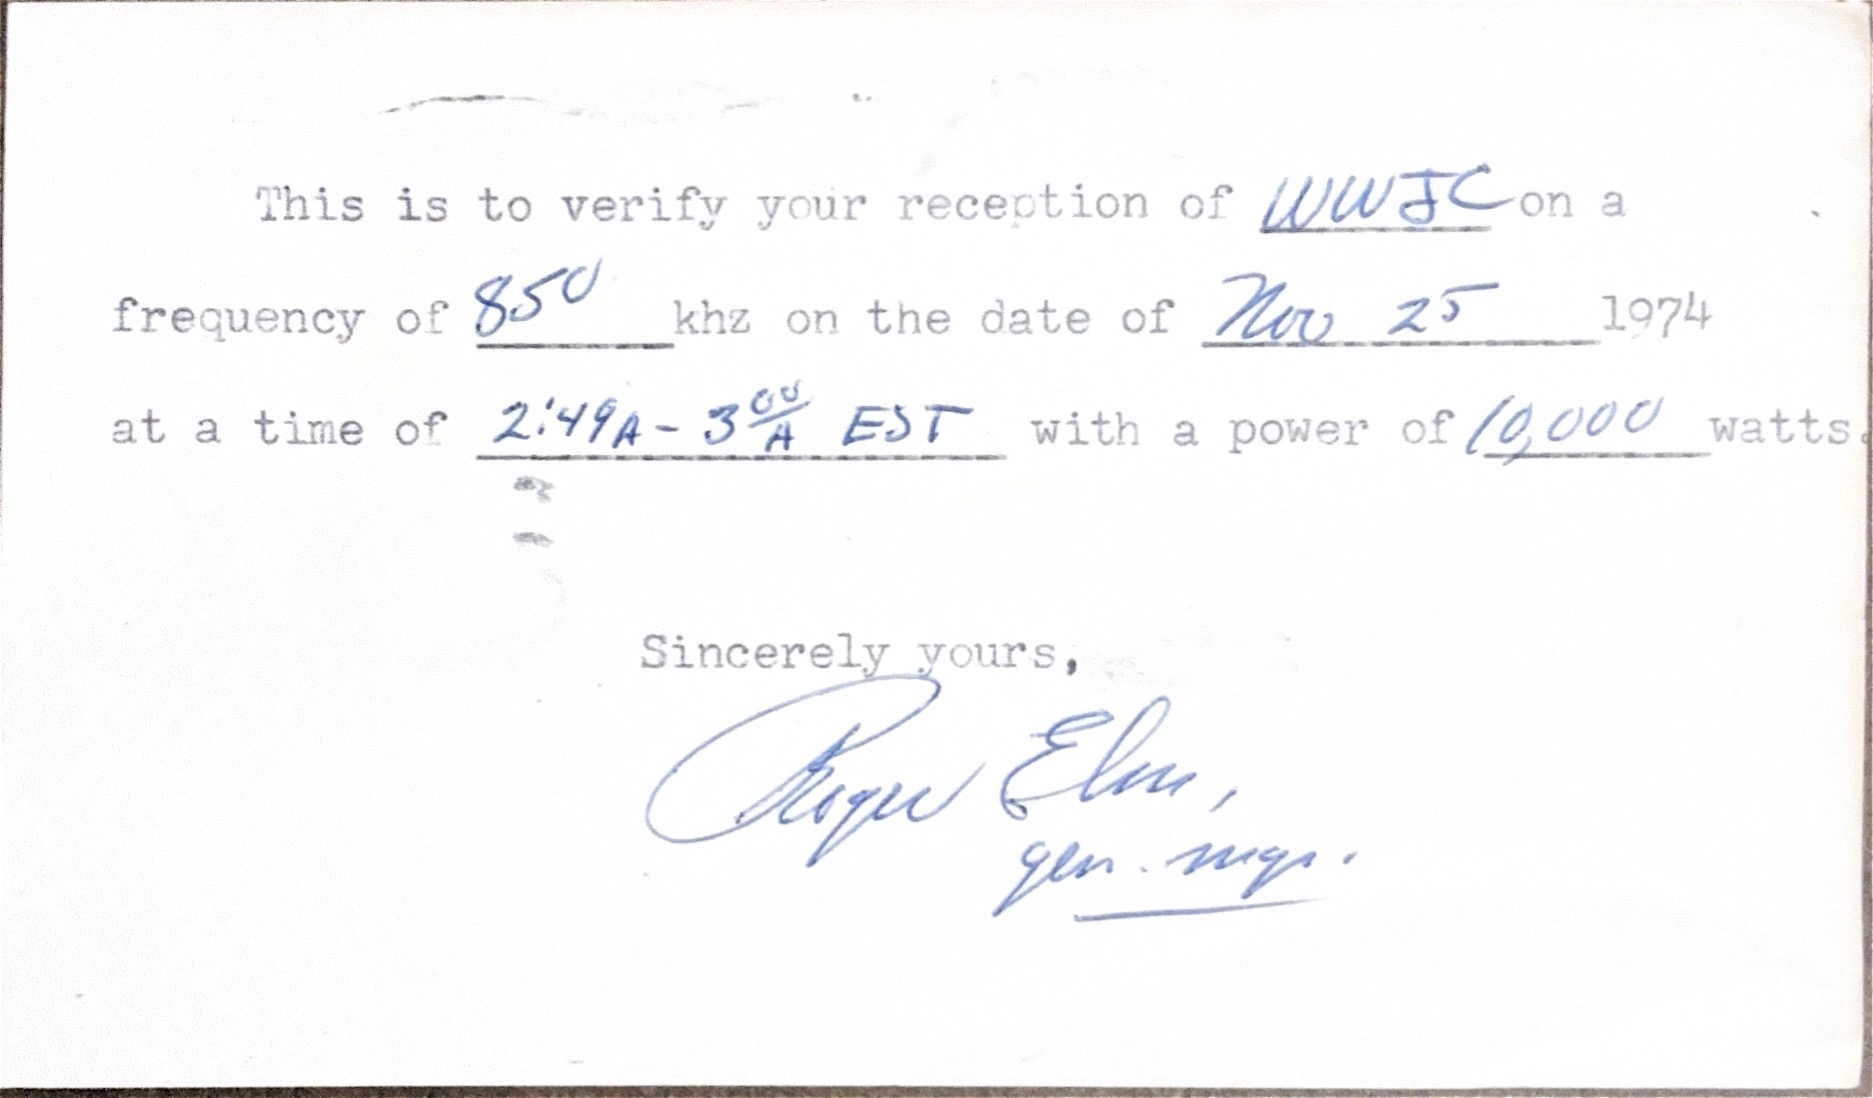 This is to verify your reception of WWJC on a
frequency of 850 khz on the date of Nov 25 1974
at a time of 2:49A - 3 00/A EST with a power of 10,000 watts.
Sincerely yours,
Roger Elm,
gen. mgr.